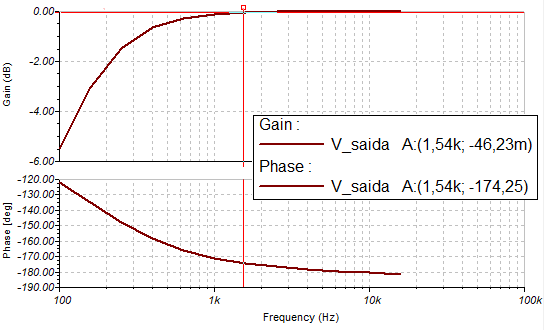 0.00
Gain (dB)
-2.00
-4.00
-6.00
Gain :
V_saida A:(1,54k; -46,23m)
Phase :
V_saida A:(1,54k; -174,25)
-120.00
-130.00
-140.00
Phase [deg]
-150.00
-160.00
-170.00
-180.00
-190.00
100 1k 10k 100k
Frequency (Hz)